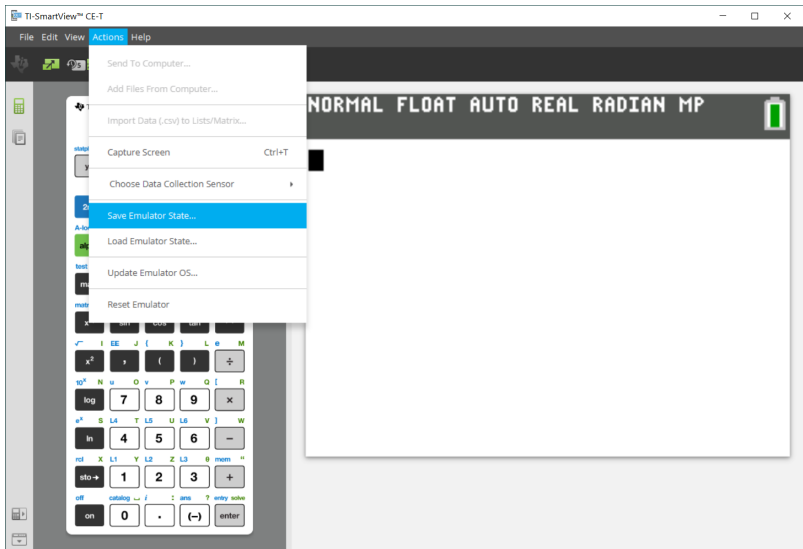 TI-SmartView™ CE-T
File Edit View Actions Help
Send To Computer...
Add Files From Computer...
Import Data (.csv) to Lists/Matrix...
Capture Screen Ctrl+T
Choose Data Collection Sensor
Save Emulator State...
Load Emulator State...
Update Emulator OS...
Reset Emulator
NORMAL FLOAT AUTO REAL RADIAN MP
sin cos tan
√ I EE J { K } L e M
x² , ( ) ÷
10ˣ N u O v P w Q [ R
log 7 8 9 ×
eˣ S L4 T L5 U L6 V ] W
ln 4 5 6 −
rcl X L1 Y L2 Z L3 θ mem "
sto→ 1 2 3 +
off catalog i : ans ? entry solve
on 0 . (−) enter